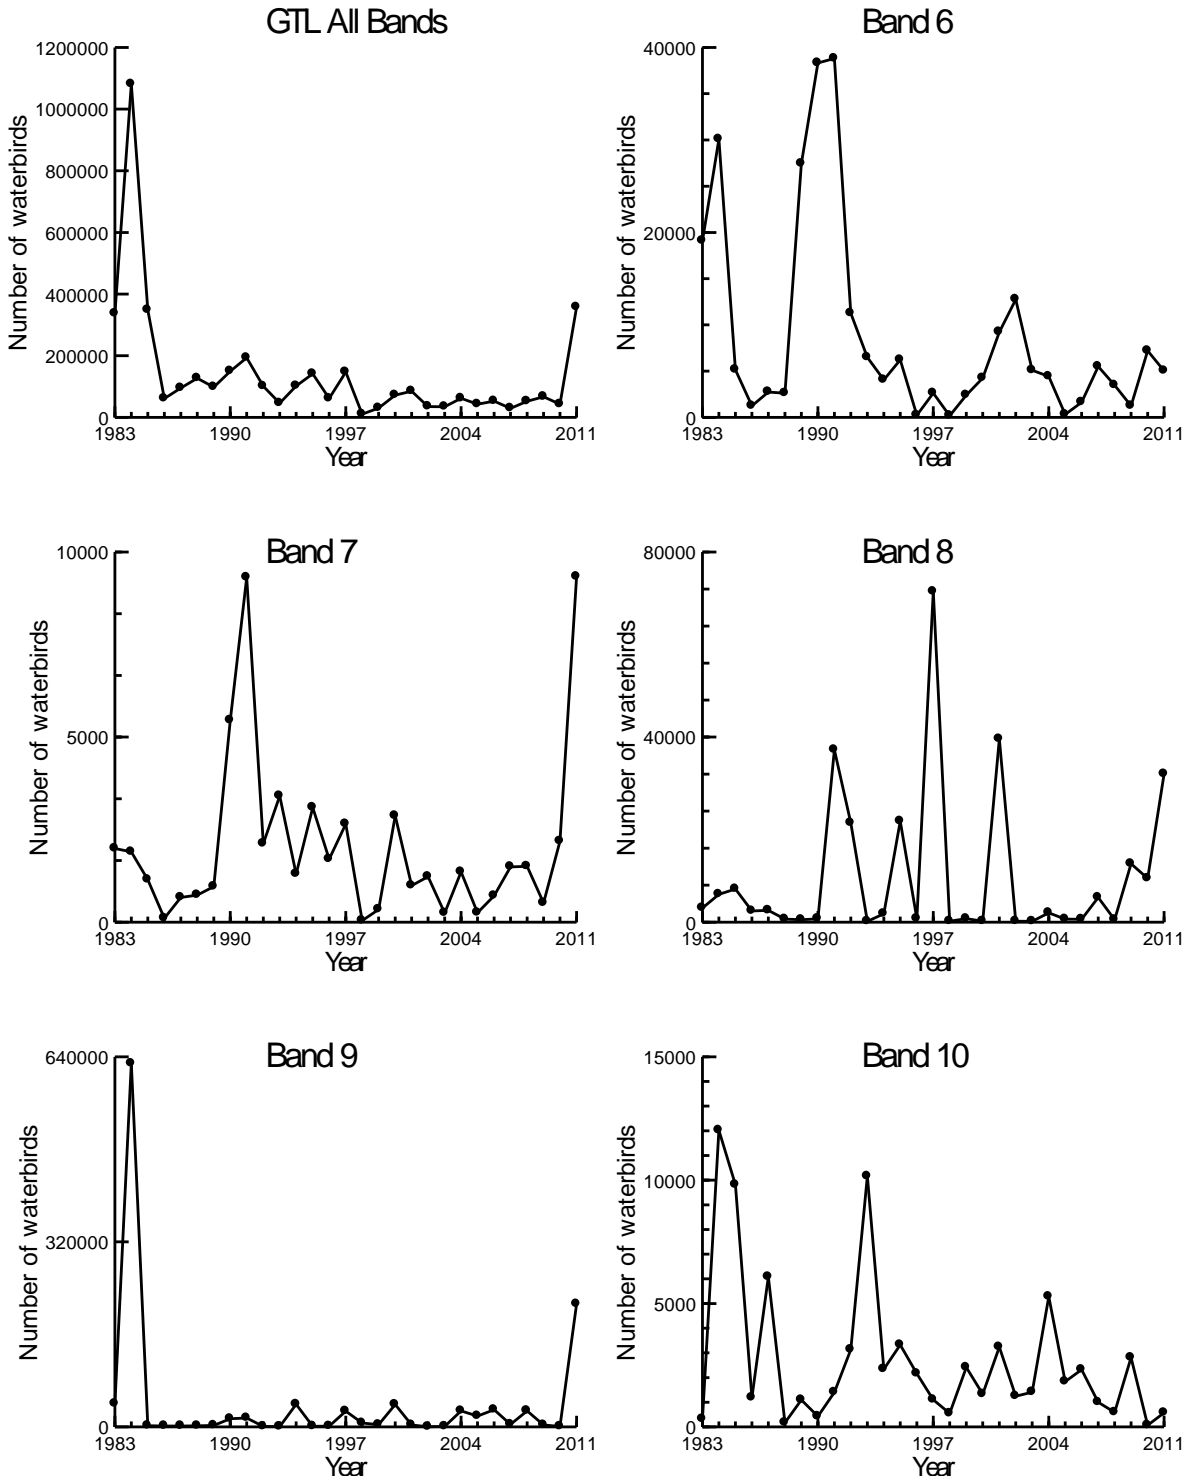 GTL All Bands
Number of waterbirds
1200000
1000000
800000
600000
400000
200000
0
1983 1990 1997 2004 2011
Year
Band 6
Number of waterbirds
40000
20000
0
1983 1990 1997 2004 2011
Year
Band 7
Number of waterbirds
10000
5000
0
1983 1990 1997 2004 2011
Year
Band 8
Number of waterbirds
80000
40000
0
1983 1990 1997 2004 2011
Year
Band 9
Number of waterbirds
640000
320000
0
1983 1990 1997 2004 2011
Year
Band 10
Number of waterbirds
15000
10000
5000
0
1983 1990 1997 2004 2011
Year